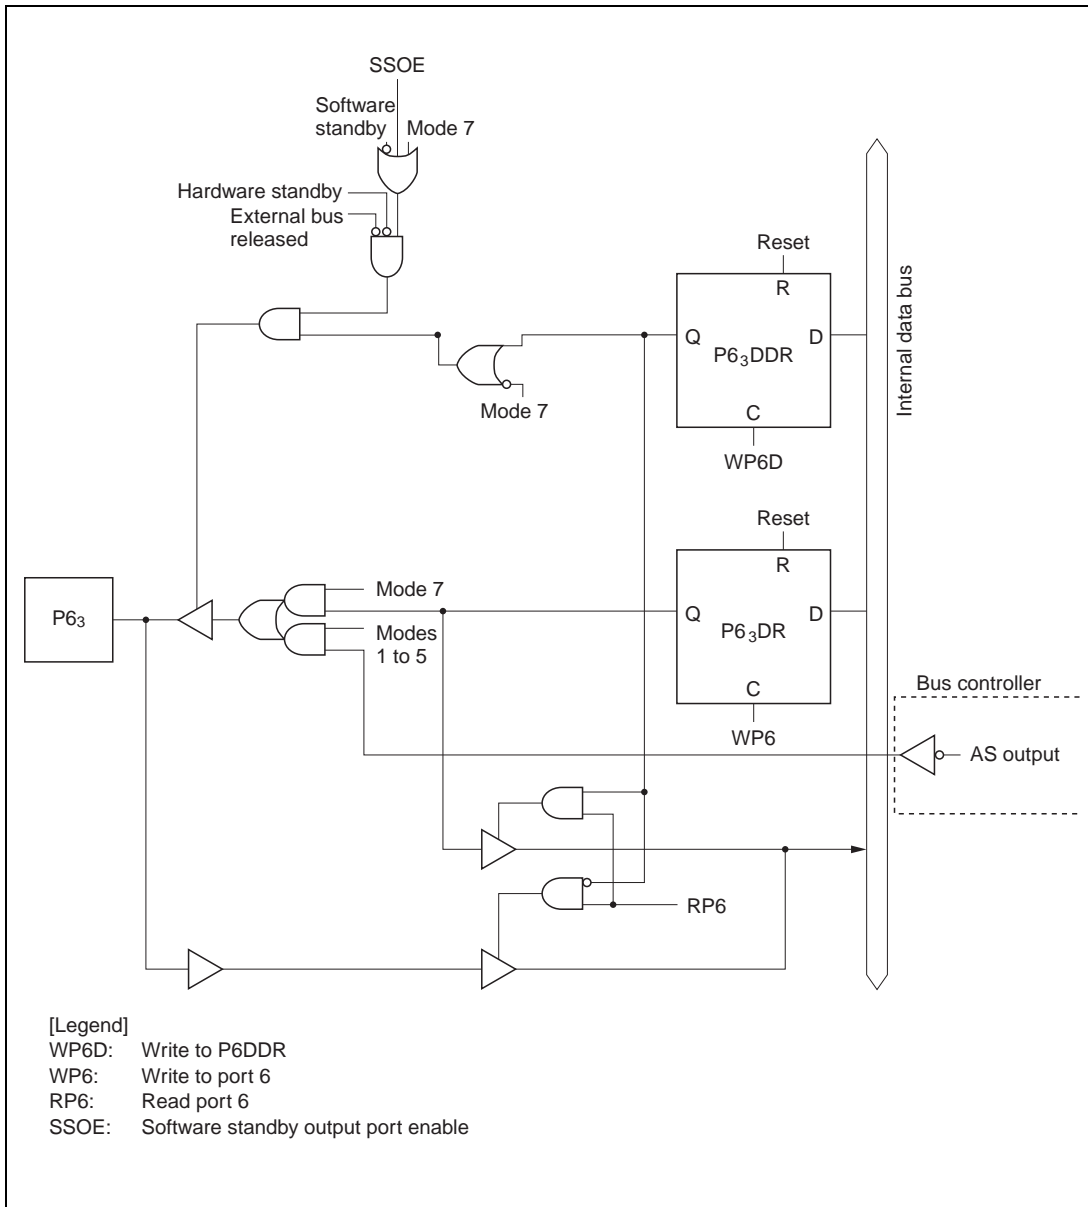 SSOE
Software
standby
Mode 7
Hardware standby
External bus
released
Reset
R
Q
P6₃DDR
D
C
WP6D
Internal data bus
Mode 7
Reset
R
Q
P6₃DR
D
C
WP6
P6₃
Mode 7
Modes
1 to 5
Bus controller
AS output
RP6
[Legend]
WP6D: Write to P6DDR
WP6: Write to port 6
RP6: Read port 6
SSOE: Software standby output port enable